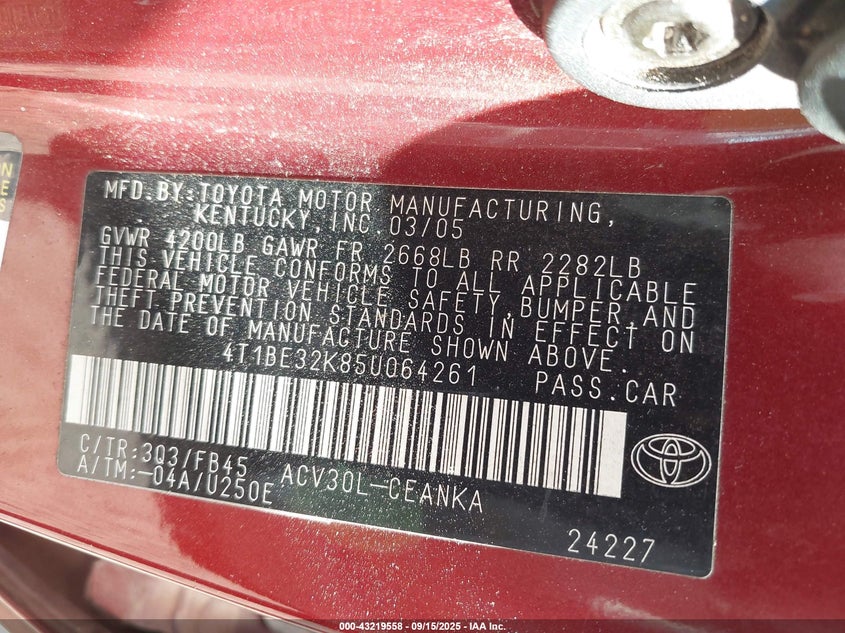 N
E
S
MFD.BY:TOYOTA MOTOR MANUFACTURING,
KENTUCKY,INC 03/05
GVWR 4200LB GAWR FR 2668LB RR 2282LB
THIS VEHICLE CONFORMS TO ALL APPLICABLE
FEDERAL MOTOR VEHICLE SAFETY,BUMPER,AND
THEFT PREVENTION STANDARDS IN EFFECT ON
THE DATE OF MANUFACTURE SHOWN ABOVE.
4T1BE32K85U064261 PASS.CAR
C/TR:3Q3/FB45 ACV30L-CEANKA
A/TM:-04A/U250E
24227
000-43219558 - 09/15/2025 - IAA Inc.